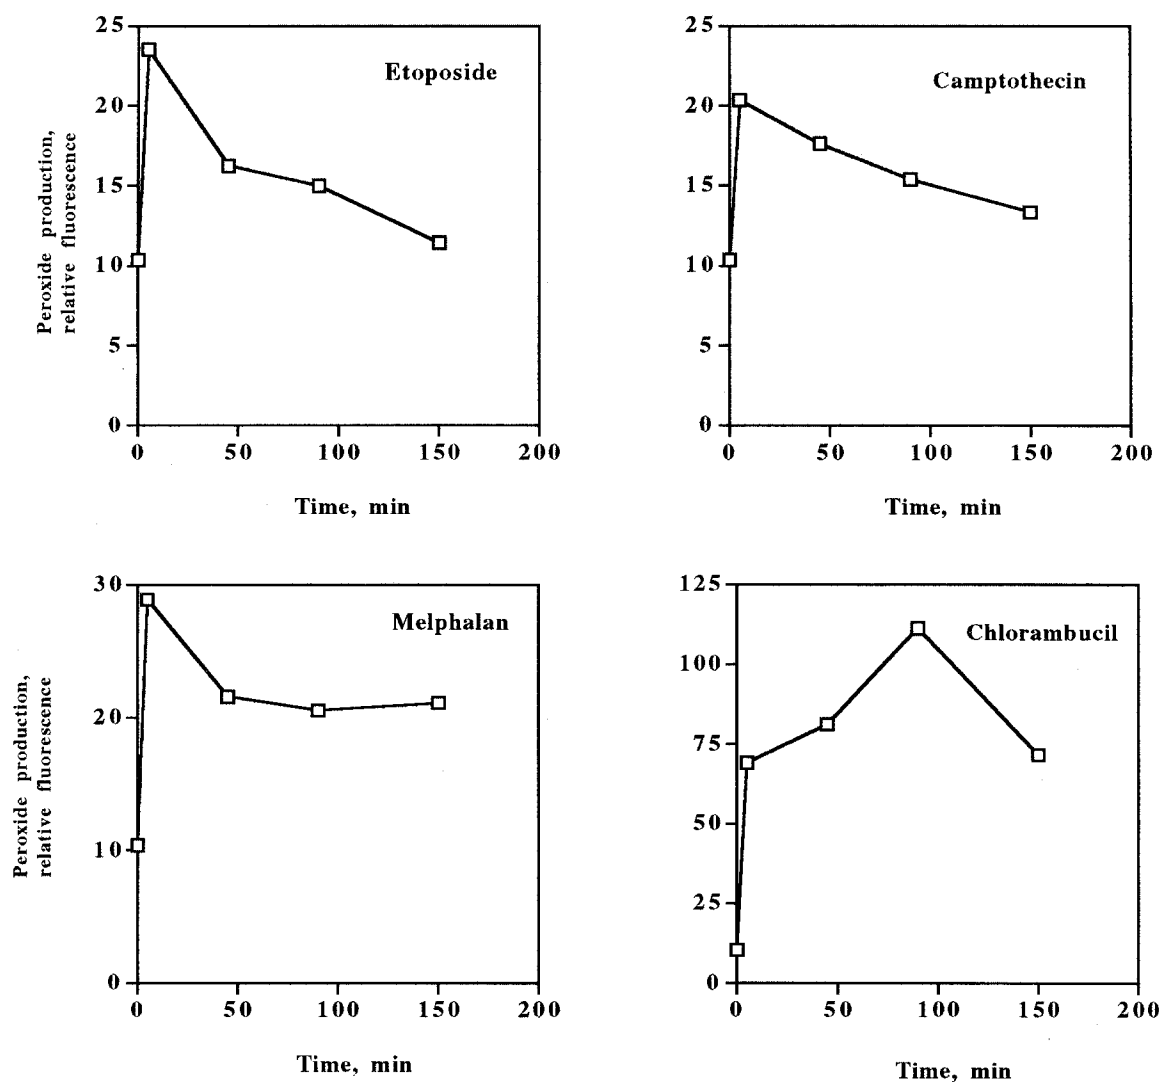 25
20
15
10
5
0
Etoposide
Peroxide production,
relative fluorescence
0 50 100 150 200
Time, min
25
20
15
10
5
0
Camptothecin
0 50 100 150 200
Time, min
30
20
10
0
Melphalan
Peroxide production,
relative fluorescence
0 50 100 150 200
Time, min
125
100
75
50
25
0
Chlorambucil
0 50 100 150 200
Time, min